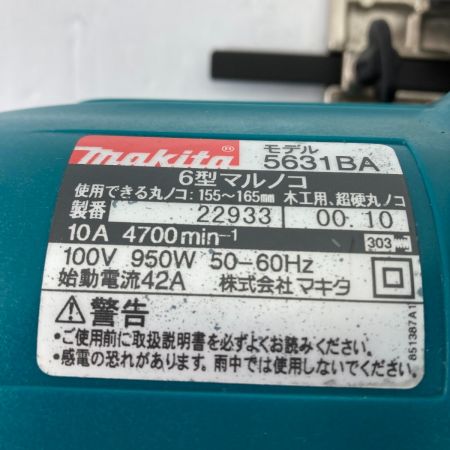 makita®
モデル
5631BA
6型マルノコ
使用できる丸ノコ:155～165㎜ 木工用、超硬丸ノコ
製番 22933 00.10
10A 4700min-1
303
100V 950W 50-60Hz
始動電流42A 株式会社 マキタ
警告
・ご使用前に取扱説明書を必ずよくお読みください。
・感電の恐れがあります。雨中では使用しないでください。
851387A1